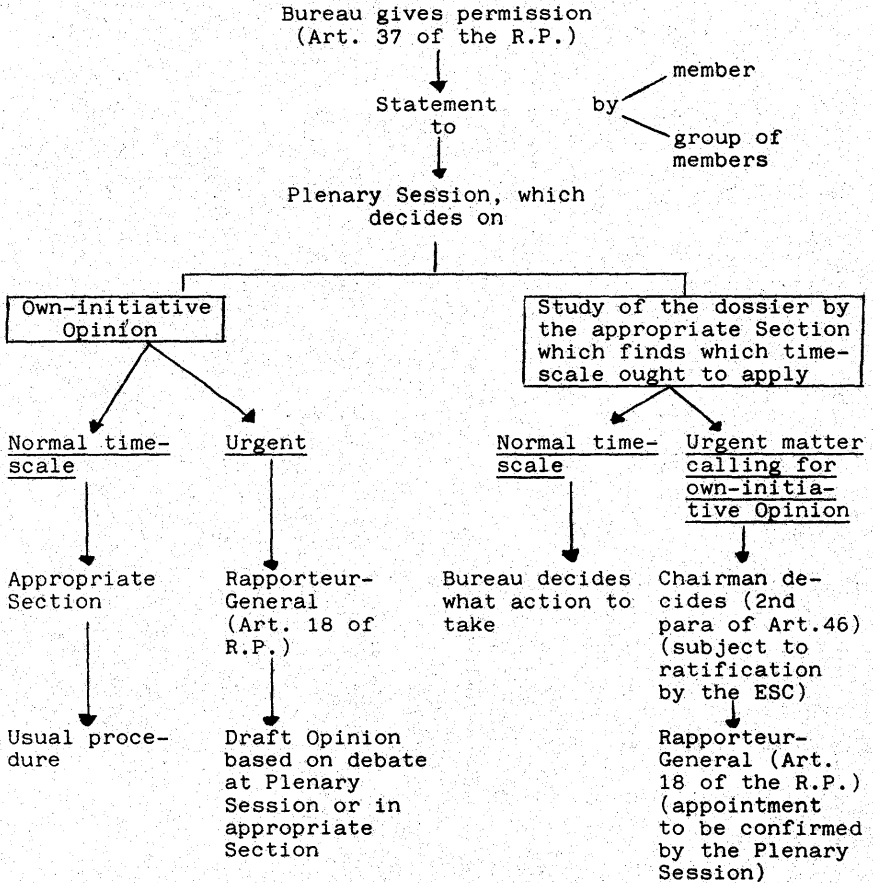 Bureau gives permission
(Art. 37 of the R.P.)
Statement
to
by
member
group of
members
Plenary Session, which
decides on
Own-initiative
Opinion
Study of the dossier by
the appropriate Section
which finds which time-
scale ought to apply
Normal time-
scale
Urgent
Normal time-
scale
Urgent matter
calling for
own-initia-
tive Opinion
Appropriate
Section
Rapporteur-
General
(Art. 18 of
R.P.)
Bureau decides
what action to
take
Chairman de-
cides (2nd
para of Art.46)
(subject to
ratification
by the ESC)
Usual proce-
dure
Draft Opinion
based on debate
at Plenary
Session or in
appropriate
Section
Rapporteur-
General (Art.
18 of the R.P.)
(appointment
to be confirmed
by the Plenary
Session)